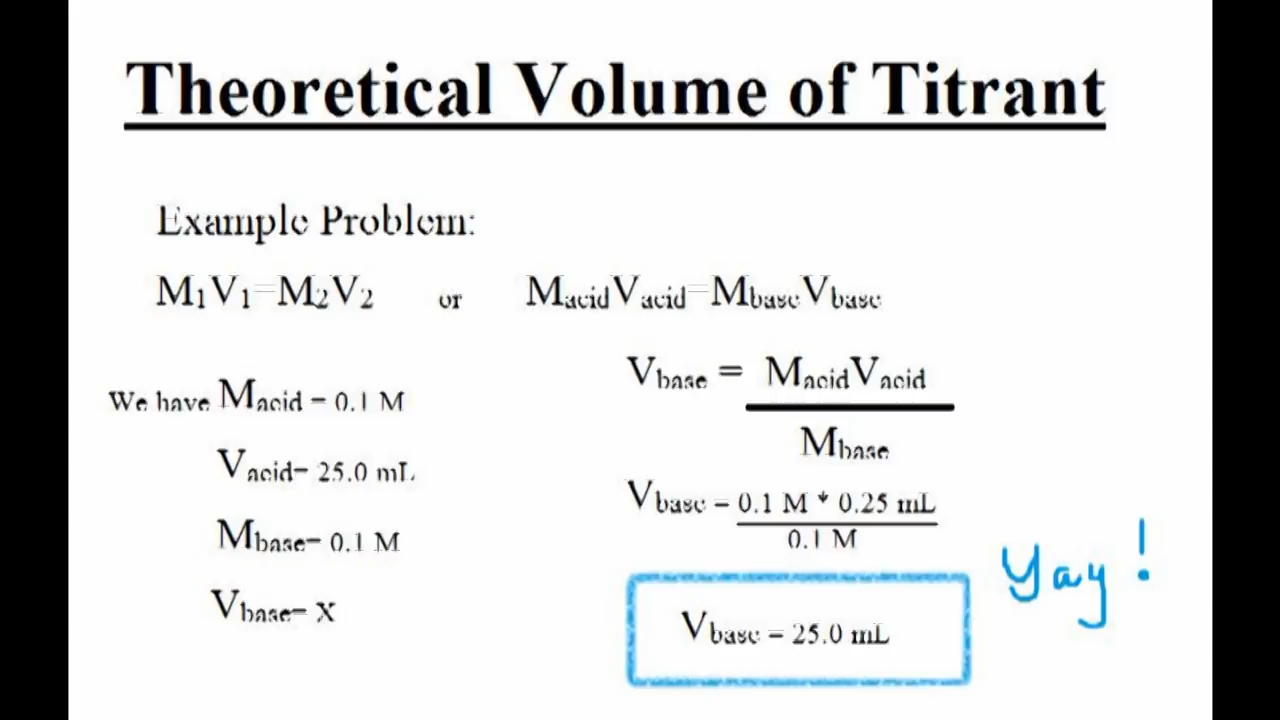 Theoretical Volume of Titrant
Example Problem:
M₁V₁=M₂V₂ or MacidVacid=MbaseVbase
We have Macid = 0.1 M
Vacid= 25.0 mL
Mbase= 0.1 M
Vbase= x
Vbase = MacidVacid
Mbase
Vbase = 0.1 M * 0.25 mL
0.1 M
Vbase = 25.0 mL
Yay!